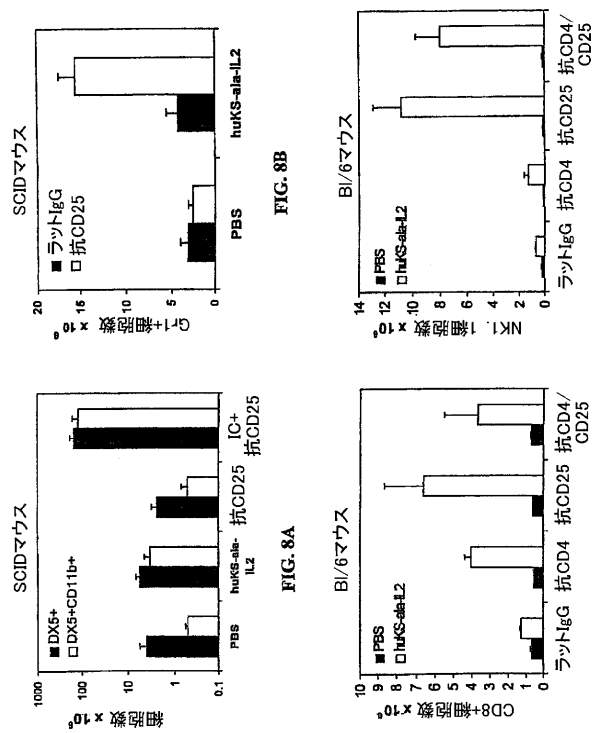 SCIDマウス
1000
100
10
1
0.1
細胞数 × 10⁶
■DX5+
□DX5+CD11b+
PBS
huKS-ala-
IL2
抗CD25
IC+
抗CD25
FIG. 8A
SCIDマウス
20
15
10
5
0
Gr1+細胞数 × 10⁶
■ラットIgG
□抗CD25
PBS
huKS-ala-IL2
FIG. 8B
Bl/6マウス
10
9
8
7
6
5
4
3
2
1
0
CD8+細胞数 ×10⁶
■PBS
□huKS-ala-IL2
ラットIgG
抗CD4
抗CD25
抗CD4/
CD25
Bl/6マウス
14
12
10
8
6
4
2
0
NK1. 1細胞数 × 10⁶
■PBS
□huKS-ala-IL2
ラットIgG
抗CD4
抗CD25
抗CD4/
CD25